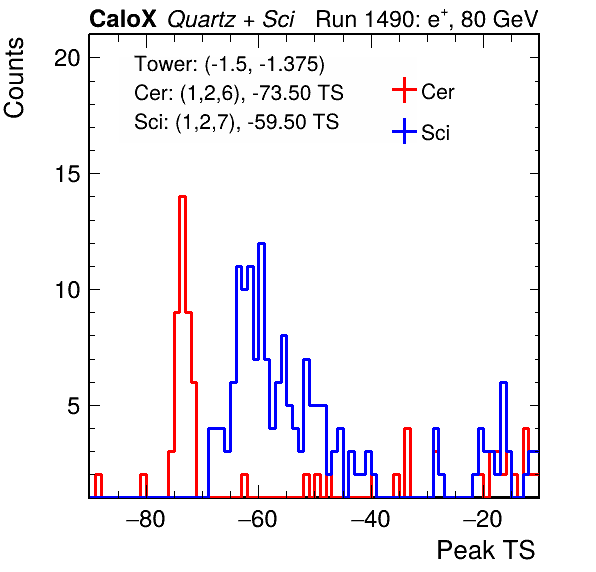 CaloX Quartz + Sci Run 1490: e⁺, 80 GeV
Counts
20
15
10
5
Tower: (-1.5, -1.375)
Cer: (1,2,6), -73.50 TS
Sci: (1,2,7), -59.50 TS
Cer
Sci
−80 −60 −40 −20
Peak TS